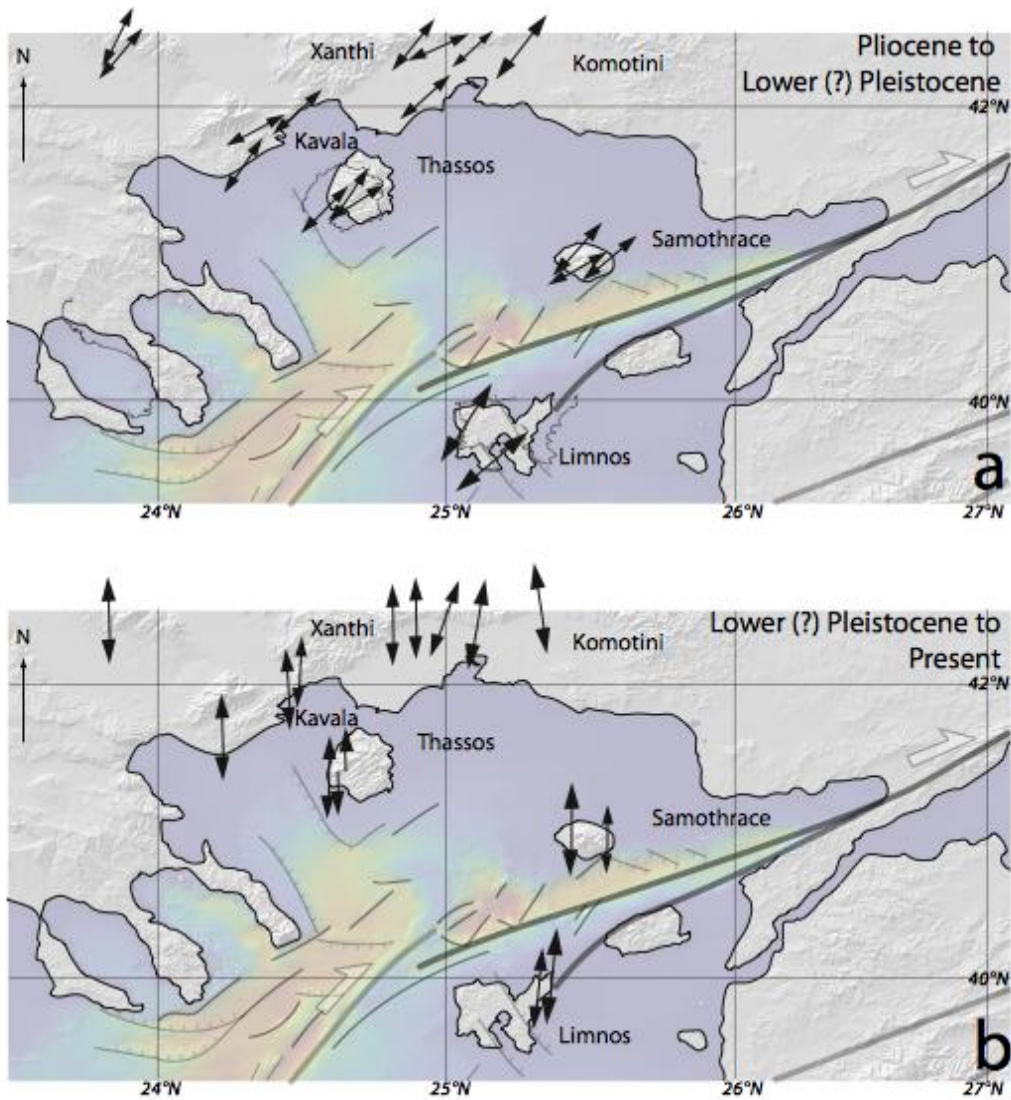 Xanthi
Komotini
Pliocene to
Lower (?) Pleistocene
N
42°N
Kavala
Thassos
Samothrace
40°N
Limnos
a
24°N
25°N
26°N
27°N
Xanthi
Komotini
Lower (?) Pleistocene to
Present
N
42°N
Kavala
Thassos
Samothrace
40°N
Limnos
b
24°N
25°N
26°N
27°N